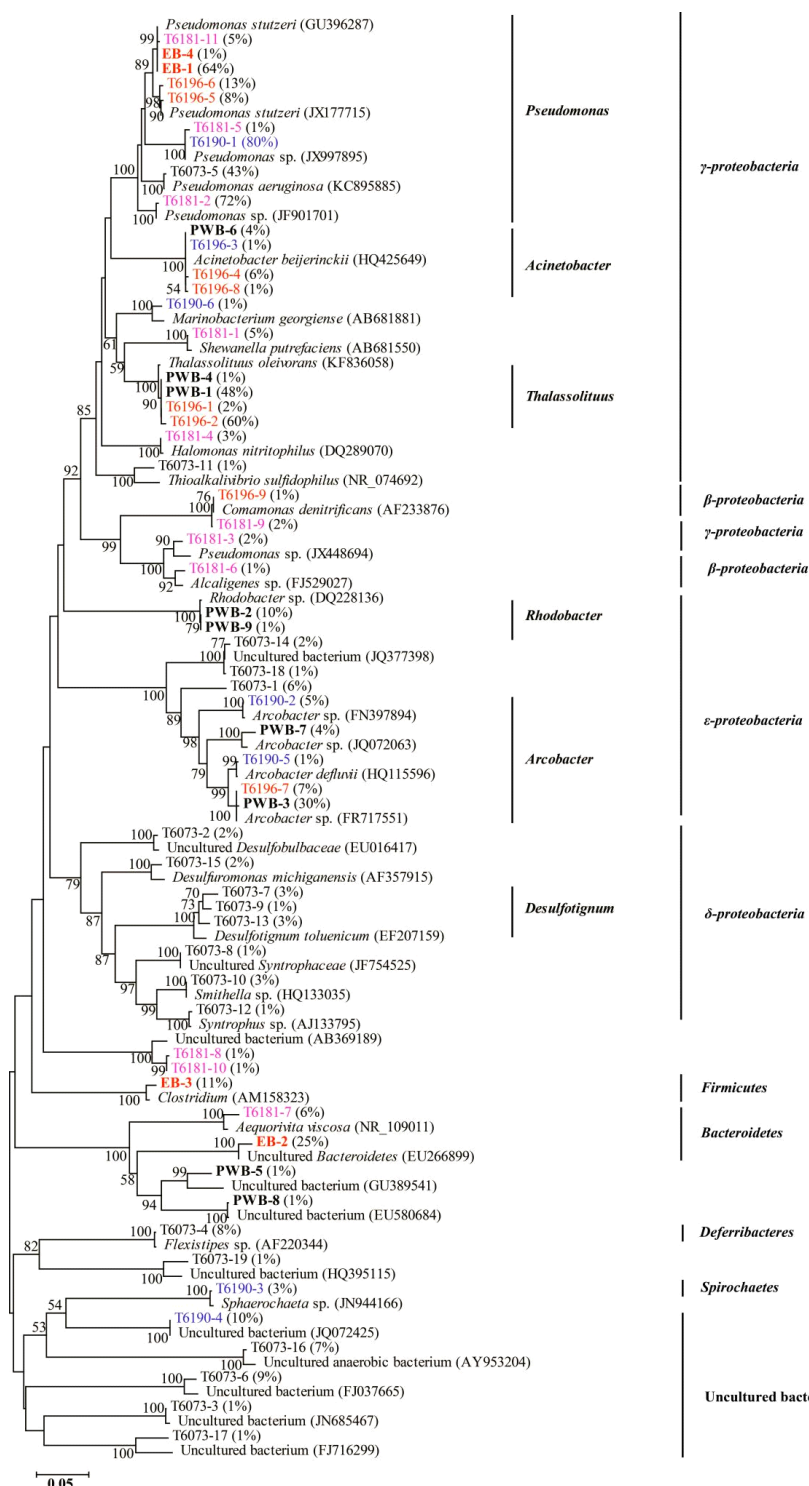 Pseudomonas stutzeri (GU396287)
99 T6181-11 (5%)
EB-4 (1%)
89 EB-1 (64%)
T6196-6 (13%)
98 T6196-5 (8%)
90 Pseudomonas stutzeri (JX177715)
Pseudomonas
T6181-5 (1%)
T6190-1 (80%)
100 Pseudomonas sp. (JX997895)
γ-proteobacteria
100 T6073-5 (43%)
100 Pseudomonas aeruginosa (KC895885)
T6181-2 (72%)
100 Pseudomonas sp. (JF901701)
PWB-6 (4%)
T6196-3 (1%)
100 Acinetobacter beijerinckii (HQ425649)
Acinetobacter
T6196-4 (6%)
54 T6196-8 (1%)
100 T6190-6 (1%)
Marinobacterium georgiense (AB681881)
61 100 T6181-1 (5%)
Shewanella putrefaciens (AB681550)
59 Thalassolituus oleivorans (KF836058)
PWB-4 (1%)
100 PWB-1 (48%)
Thalassolituus
90 T6196-1 (2%)
T6196-2 (60%)
85 T6181-4 (3%)
100 Halomonas nitritophilus (DQ289070)
T6073-11 (1%)
92 100 Thioalkalivibrio sulfidophilus (NR_074692)
76 T6196-9 (1%)
100 Comamonas denitrificans (AF233876)
β-proteobacteria
T6181-9 (2%)
99 90 T6181-3 (2%)
γ-proteobacteria
Pseudomonas sp. (JX448694)
100 T6181-6 (1%)
β-proteobacteria
92 Alcaligenes sp. (FJ529027)
Rhodobacter sp. (DQ228136)
100 PWB-2 (10%)
Rhodobacter
79 PWB-9 (1%)
77 T6073-14 (2%)
100 Uncultured bacterium (JQ377398)
T6073-18 (1%)
100 T6073-1 (6%)
89 100 T6190-2 (5%)
Arcobacter sp. (FN397894)
ε-proteobacteria
98 100 PWB-7 (4%)
Arcobacter sp. (JQ072063)
79 99 T6190-5 (1%)
Arcobacter defluvii (HQ115596)
Arcobacter
99 T6196-7 (7%)
PWB-3 (30%)
100 Arcobacter sp. (FR717551)
100 T6073-2 (2%)
Uncultured Desulfobulbaceae (EU016417)
100 T6073-15 (2%)
79 Desulfuromonas michiganensis (AF357915)
70 T6073-7 (3%)
73 T6073-9 (1%)
87 100 T6073-13 (3%)
Desulfotignum
δ-proteobacteria
Desulfotignum toluenicum (EF207159)
87 100 T6073-8 (1%)
Uncultured Syntrophaceae (JF754525)
97 100 T6073-10 (3%)
Smithella sp. (HQ133035)
99 T6073-12 (1%)
100 Syntrophus sp. (AJ133795)
Uncultured bacterium (AB369189)
100 T6181-8 (1%)
99 T6181-10 (1%)
EB-3 (11%)
Firmicutes
100 Clostridium (AM158323)
100 T6181-7 (6%)
Aequorivita viscosa (NR_109011)
Bacteroidetes
100 100 EB-2 (25%)
Uncultured Bacteroidetes (EU266899)
58 99 PWB-5 (1%)
Uncultured bacterium (GU389541)
94 PWB-8 (1%)
100 Uncultured bacterium (EU580684)
100 T6073-4 (8%)
Deferribacteres
82 Flexistipes sp. (AF220344)
T6073-19 (1%)
100 Uncultured bacterium (HQ395115)
100 T6190-3 (3%)
Spirochaetes
54 Sphaerochaeta sp. (JN944166)
T6190-4 (10%)
53 100 Uncultured bacterium (JQ072425)
T6073-16 (7%)
100 Uncultured anaerobic bacterium (AY953204)
100 T6073-6 (9%)
Uncultured bacterium (FJ037665)
Uncultured bacte
T6073-3 (1%)
100 Uncultured bacterium (JN685467)
T6073-17 (1%)
100 Uncultured bacterium (FJ716299)
0.05